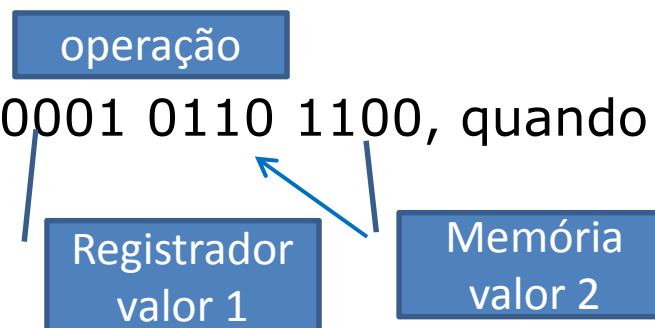 operação
0001 0110 1100, quando
Registrador
valor 1
Memória
valor 2